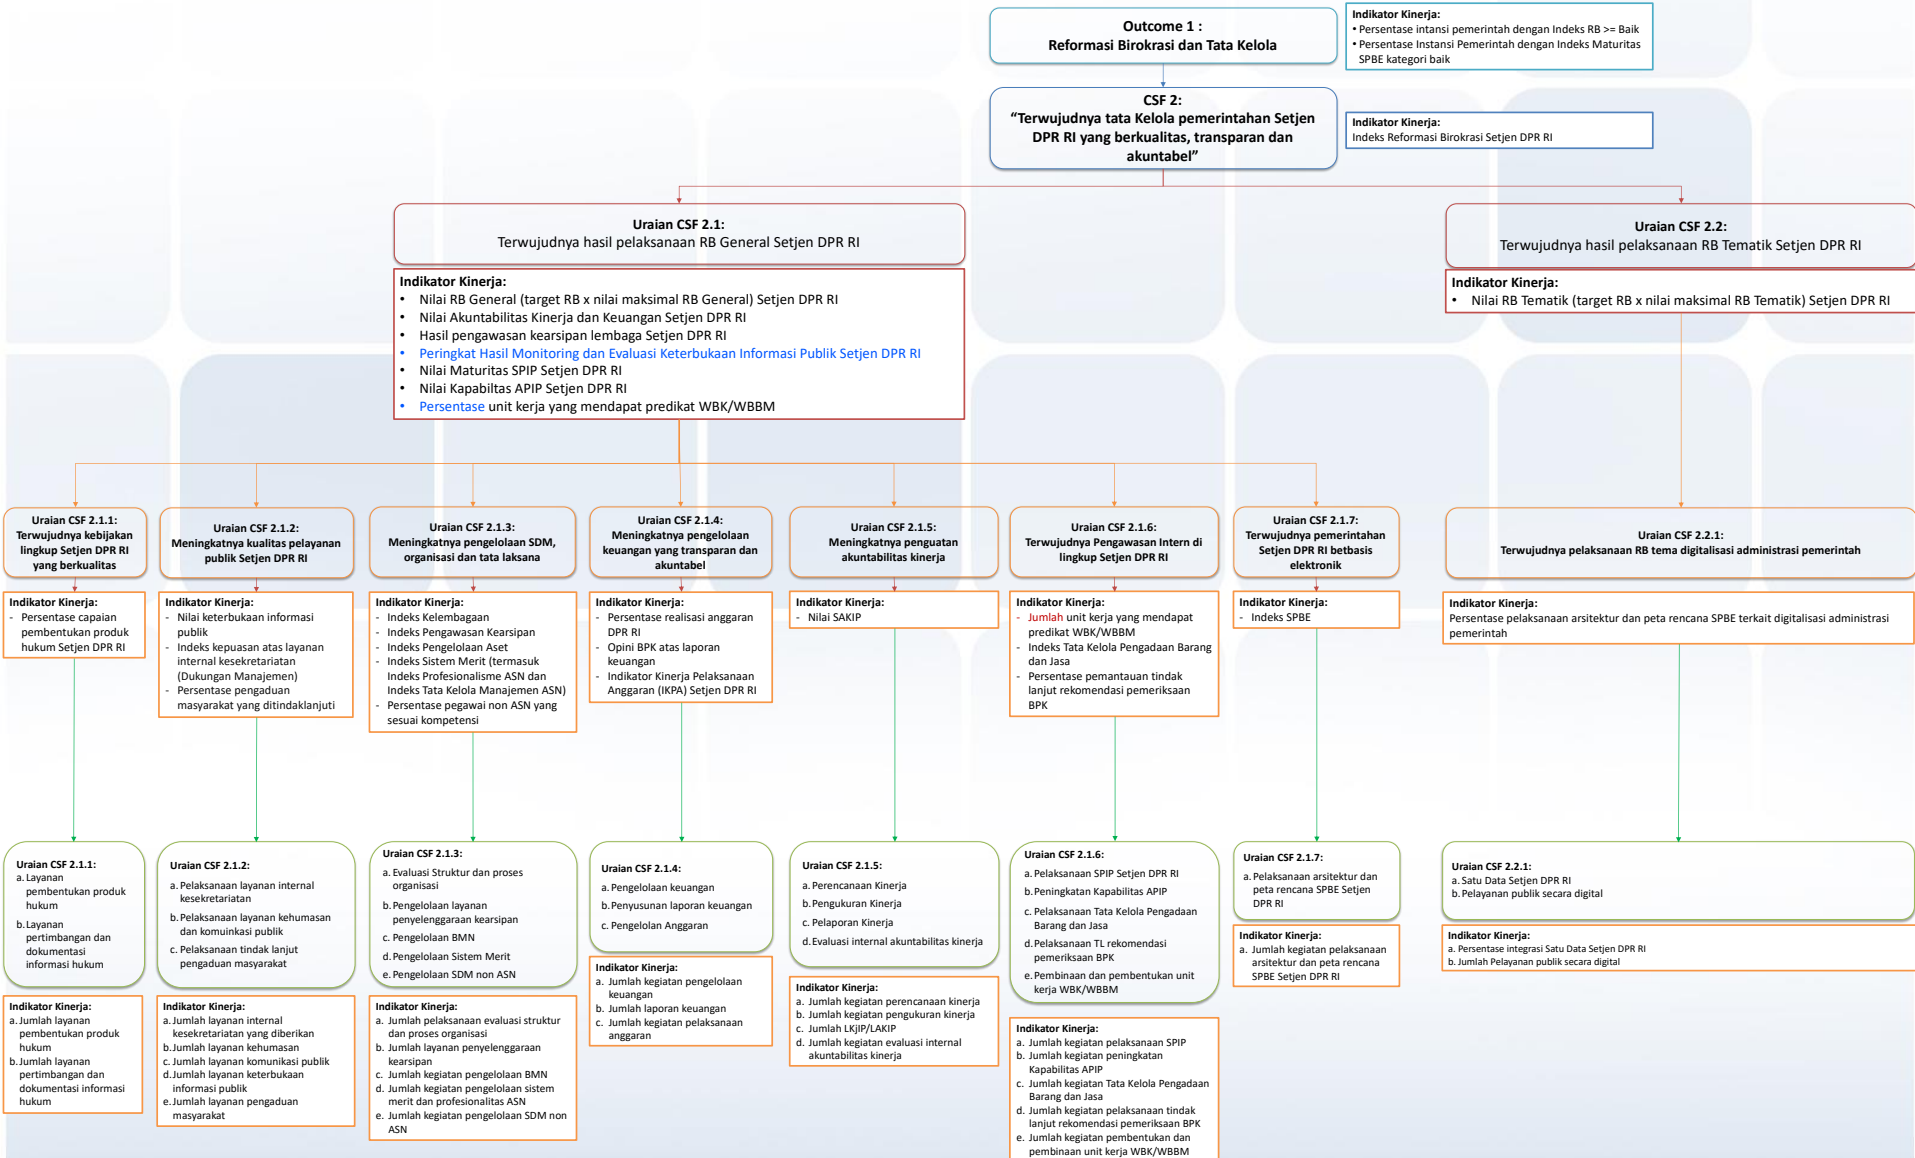 Outcome 1 :
Reformasi Birokrasi dan Tata Kelola
Indikator Kinerja:
• Persentase intansi pemerintah dengan Indeks RB >= Baik
• Persentase Instansi Pemerintah dengan Indeks Maturitas
SPBE kategori baik
CSF 2:
“Terwujudnya tata Kelola pemerintahan Setjen
DPR RI yang berkualitas, transparan dan
akuntabel”
Indikator Kinerja:
Indeks Reformasi Birokrasi Setjen DPR RI
Uraian CSF 2.1:
Terwujudnya hasil pelaksanaan RB General Setjen DPR RI
Indikator Kinerja:
• Nilai RB General (target RB x nilai maksimal RB General) Setjen DPR RI
• Nilai Akuntabilitas Kinerja dan Keuangan Setjen DPR RI
• Hasil pengawasan kearsipan lembaga Setjen DPR RI
• Peringkat Hasil Monitoring dan Evaluasi Keterbukaan Informasi Publik Setjen DPR RI
• Nilai Maturitas SPIP Setjen DPR RI
• Nilai Kapabiltas APIP Setjen DPR RI
• Persentase unit kerja yang mendapat predikat WBK/WBBM
Uraian CSF 2.2:
Terwujudnya hasil pelaksanaan RB Tematik Setjen DPR RI
Indikator Kinerja:
• Nilai RB Tematik (target RB x nilai maksimal RB Tematik) Setjen DPR RI
Uraian CSF 2.1.1:
Terwujudnya kebijakan
lingkup Setjen DPR RI
yang berkualitas
Indikator Kinerja:
- Persentase capaian
pembentukan produk
hukum Setjen DPR RI
Uraian CSF 2.1.2:
Meningkatnya kualitas pelayanan
publik Setjen DPR RI
Indikator Kinerja:
- Nilai keterbukaan informasi
publik
- Indeks kepuasan atas layanan
internal kesekretariatan
(Dukungan Manajemen)
- Persentase pengaduan
masyarakat yang ditindaklanjuti
Uraian CSF 2.1.3:
Meningkatnya pengelolaan SDM,
organisasi dan tata laksana
Indikator Kinerja:
- Indeks Kelembagaan
- Indeks Pengawasan Kearsipan
- Indeks Pengelolaan Aset
- Indeks Sistem Merit (termasuk
Indeks Profesionalisme ASN dan
Indeks Tata Kelola Manajemen ASN)
- Persentase pegawai non ASN yang
sesuai kompetensi
Uraian CSF 2.1.4:
Meningkatnya pengelolaan
keuangan yang transparan dan
akuntabel
Indikator Kinerja:
- Persentase realisasi anggaran
DPR RI
- Opini BPK atas laporan
keuangan
- Indikator Kinerja Pelaksanaan
Anggaran (IKPA) Setjen DPR RI
Uraian CSF 2.1.5:
Meningkatnya penguatan
akuntabilitas kinerja
Indikator Kinerja:
- Nilai SAKIP
Uraian CSF 2.1.6:
Terwujudnya Pengawasan Intern di
lingkup Setjen DPR RI
Indikator Kinerja:
- Jumlah unit kerja yang mendapat
predikat WBK/WBBM
- Indeks Tata Kelola Pengadaan Barang
dan Jasa
- Persentase pemantauan tindak
lanjut rekomendasi pemeriksaan
BPK
Uraian CSF 2.1.7:
Terwujudnya pemerintahan
Setjen DPR RI betbasis
elektronik
Indikator Kinerja:
- Indeks SPBE
Uraian CSF 2.2.1:
Terwujudnya pelaksanaan RB tema digitalisasi administrasi pemerintah
Indikator Kinerja:
Persentase pelaksanaan arsitektur dan peta rencana SPBE terkait digitalisasi administrasi
pemerintah
Uraian CSF 2.1.1:
a. Layanan
pembentukan produk
hukum
b. Layanan
pertimbangan dan
dokumentasi
informasi hukum
Indikator Kinerja:
a. Jumlah layanan
pembentukan produk
hukum
b. Jumlah layanan
pertimbangan dan
dokumentasi informasi
hukum
Uraian CSF 2.1.2:
a. Pelaksanaan layanan internal
kesekretariatan
b. Pelaksanaan layanan kehumasan
dan komuinkasi publik
c. Pelaksanaan tindak lanjut
pengaduan masyarakat
Indikator Kinerja:
a. Jumlah layanan internal
kesekretariatan yang diberikan
b. Jumlah layanan kehumasan
c. Jumlah layanan komunikasi publik
d. Jumlah layanan keterbukaan
informasi publik
e. Jumlah layanan pengaduan
masyarakat
Uraian CSF 2.1.3:
a. Evaluasi Struktur dan proses
organisasi
b. Pengelolaan layanan
penyelenggaraan kearsipan
c. Pengelolaan BMN
d. Pengelolaan Sistem Merit
e. Pengelolaan SDM non ASN
Indikator Kinerja:
a. Jumlah pelaksanaan evaluasi struktur
dan proses organisasi
b. Jumlah layanan penyelenggaraan
kearsipan
c. Jumlah kegiatan pengelolaan BMN
d. Jumlah kegiatan pengelolaan sistem
merit dan profesionalitas ASN
e. Jumlah kegiatan pengelolaan SDM non
ASN
Uraian CSF 2.1.4:
a. Pengelolaan keuangan
b. Penyusunan laporan keuangan
c. Pengelolan Anggaran
Indikator Kinerja:
a. Jumlah kegiatan pengelolaan
keuangan
b. Jumlah laporan keuangan
c. Jumlah kegiatan pelaksanaan
anggaran
Uraian CSF 2.1.5:
a. Perencanaan Kinerja
b. Pengukuran Kinerja
c. Pelaporan Kinerja
d. Evaluasi internal akuntabilitas kinerja
Indikator Kinerja:
a. Jumlah kegiatan perencanaan kinerja
b. Jumlah kegiatan pengukuran kinerja
c. Jumlah LKjIP/LAKIP
d. Jumlah kegiatan evaluasi internal
akuntabilitas kinerja
Uraian CSF 2.1.6:
a. Pelaksanaan SPIP Setjen DPR RI
b. Peningkatan Kapabilitas APIP
c. Pelaksanaan Tata Kelola Pengadaan
Barang dan Jasa
d. Pelaksanaan TL rekomendasi
pemeriksaan BPK
e. Pembinaan dan pembentukan unit
kerja WBK/WBBM
Indikator Kinerja:
a. Jumlah kegiatan pelaksanaan SPIP
b. Jumlah kegiatan peningkatan
Kapabilitas APIP
c. Jumlah kegiatan Tata Kelola Pengadaan
Barang dan Jasa
d. Jumlah kegiatan pelaksanaan tindak
lanjut rekomendasi pemeriksaan BPK
e. Jumlah kegiatan pembentukan dan
pembinaan unit kerja WBK/WBBM
Uraian CSF 2.1.7:
a. Pelaksanaan arsitektur dan
peta rencana SPBE Setjen
DPR RI
Indikator Kinerja:
a. Jumlah kegiatan pelaksanaan
arsitektur dan peta rencana
SPBE Setjen DPR RI
Uraian CSF 2.2.1:
a. Satu Data Setjen DPR RI
b. Pelayanan publik secara digital
Indikator Kinerja:
a. Persentase integrasi Satu Data Setjen DPR RI
b. Jumlah Pelayanan publik secara digital